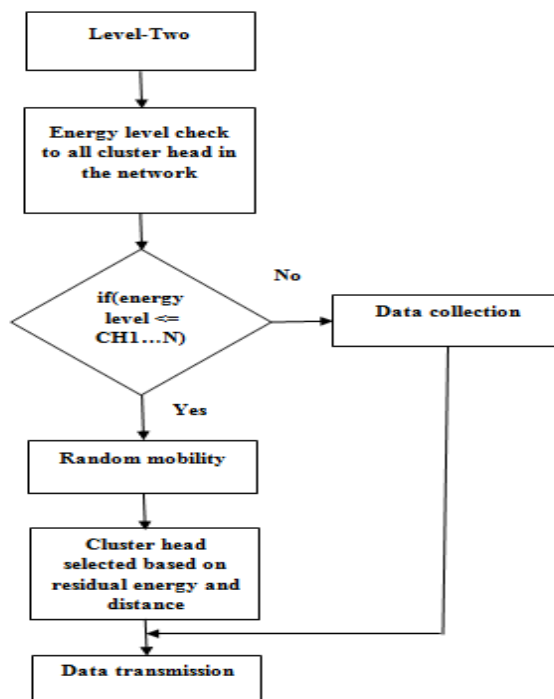 Level-Two
Energy level check
to all cluster head in
the network
No
if(energy
level <=
CH1...N)
Data collection
Yes
Random mobility
Cluster head
selected based on
residual energy and
distance
Data transmission